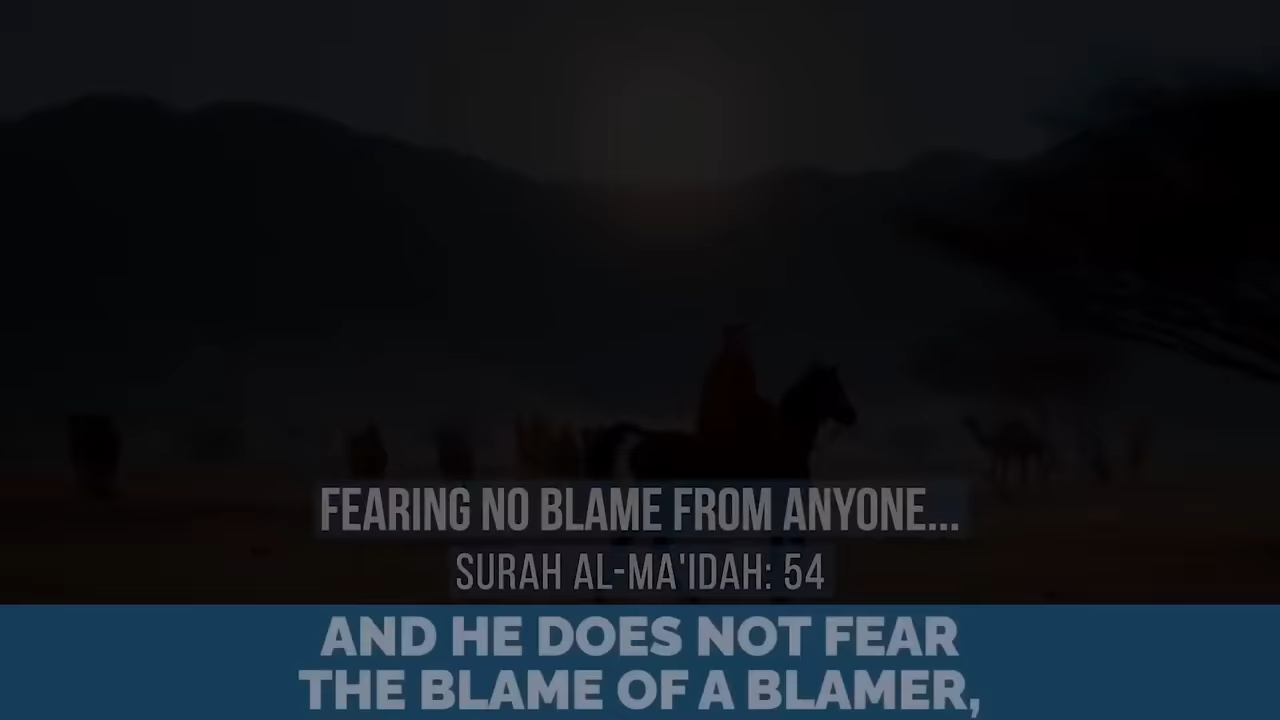 FEARING NO BLAME FROM ANYONE...
SURAH AL-MA'IDAH: 54
AND HE DOES NOT FEAR
THE BLAME OF A BLAMER,